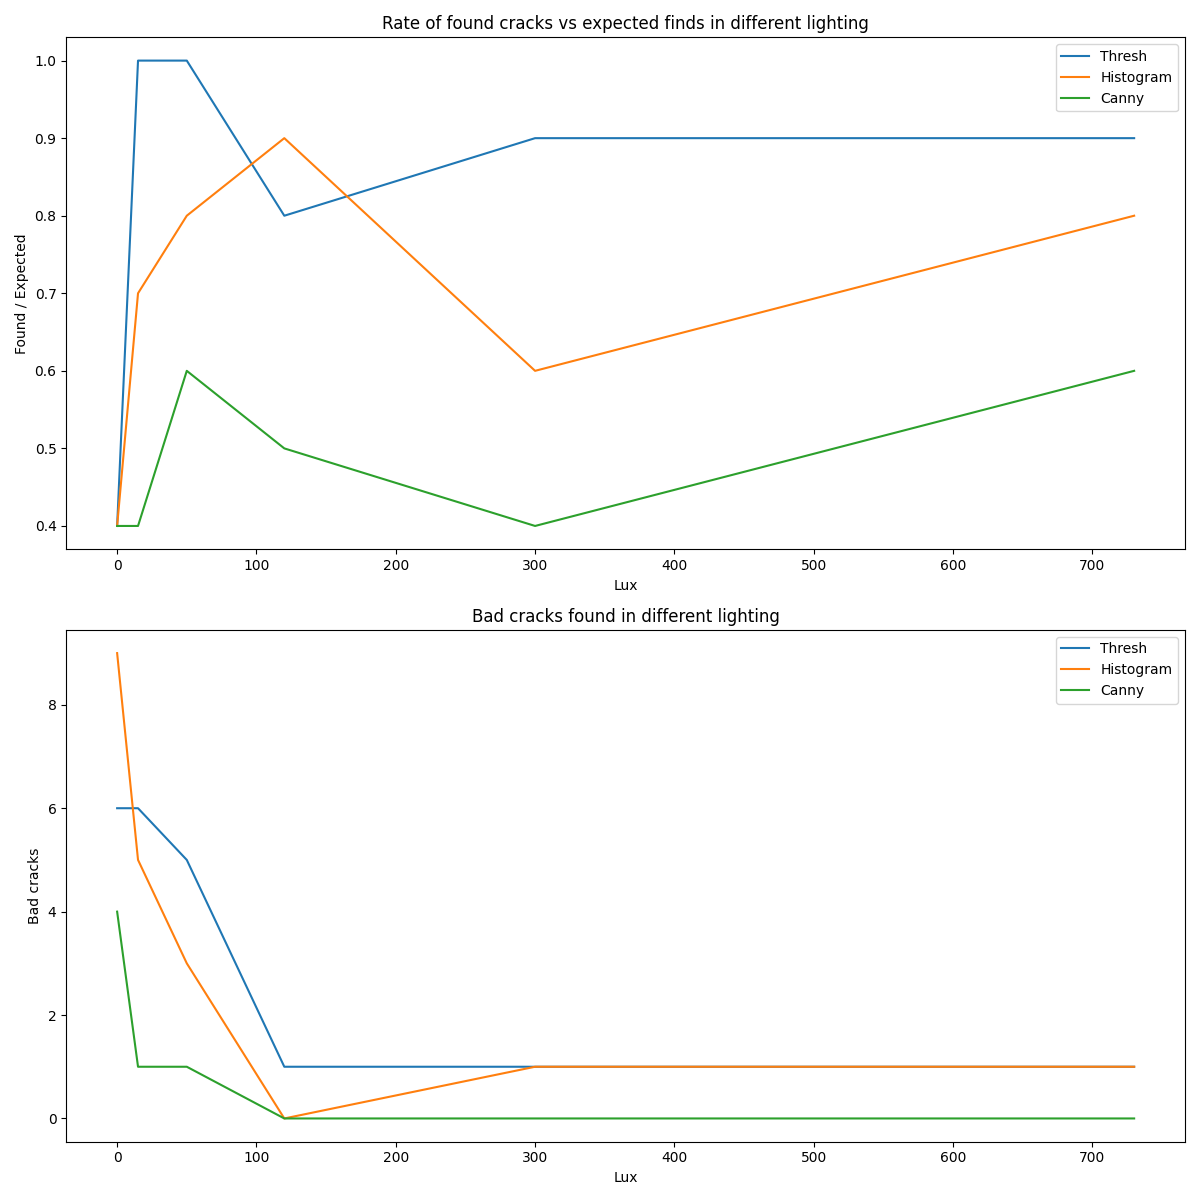 Rate of found cracks vs expected finds in different lighting
Thresh
Histogram
Canny
1.0
0.9
0.8
0.7
0.6
0.5
0.4
Found / Expected
0 100 200 300 400 500 600 700
Lux
Bad cracks found in different lighting
Thresh
Histogram
Canny
8
6
4
2
0
Bad cracks
0 100 200 300 400 500 600 700
Lux